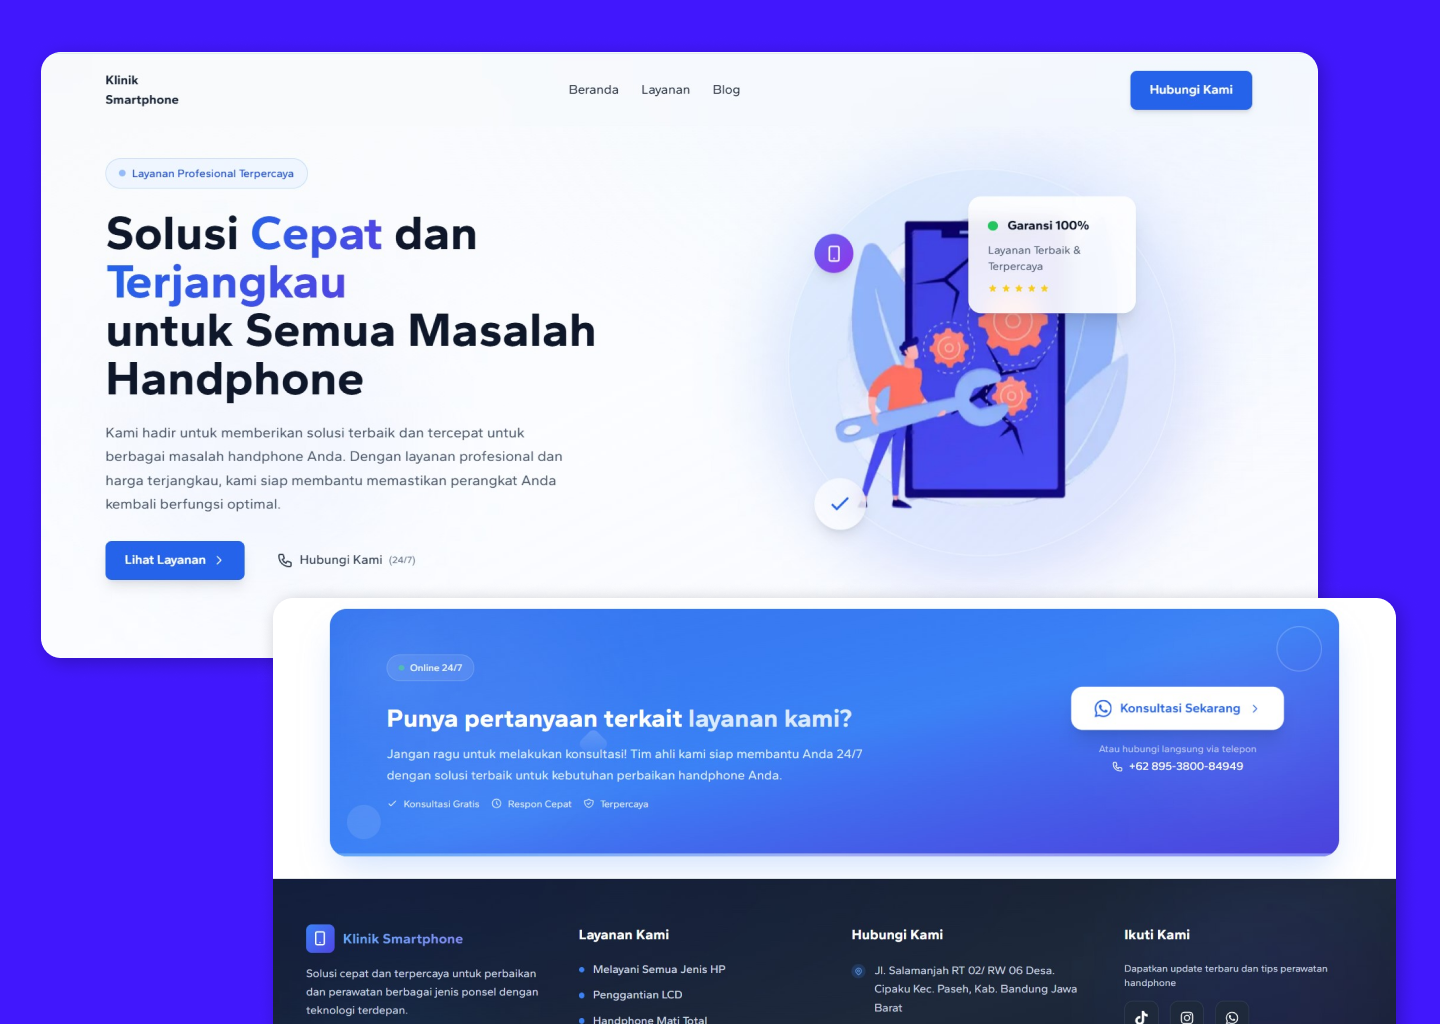 Klinik
Smartphone
Beranda
Layanan
Blog
Hubungi Kami
Layanan Profesional Terpercaya
Solusi Cepat dan
Terjangkau
untuk Semua Masalah
Handphone
Kami hadir untuk memberikan solusi terbaik dan tercepat untuk
berbagai masalah handphone Anda. Dengan layanan profesional dan
harga terjangkau, kami siap membantu memastikan perangkat Anda
kembali berfungsi optimal.
Lihat Layanan
Hubungi Kami (24/7)
Garansi 100%
Layanan Terbaik &
Terpercaya
Online 24/7
Punya pertanyaan terkait layanan kami?
Jangan ragu untuk melakukan konsultasi! Tim ahli kami siap membantu Anda 24/7
dengan solusi terbaik untuk kebutuhan perbaikan handphone Anda.
Konsultasi Gratis
Respon Cepat
Terpercaya
Konsultasi Sekarang
Atau hubungi langsung via telepon
+62 895-3800-84949
Klinik Smartphone
Solusi cepat dan terpercaya untuk perbaikan
dan perawatan berbagai jenis ponsel dengan
teknologi terdepan.
Layanan Kami
Melayani Semua Jenis HP
Penggantian LCD
Handphone Mati Total
Hubungi Kami
Jl. Salamanjah RT 02/ RW 06 Desa.
Cipaku Kec. Paseh, Kab. Bandung Jawa
Barat
Ikuti Kami
Dapatkan update terbaru dan tips perawatan
handphone